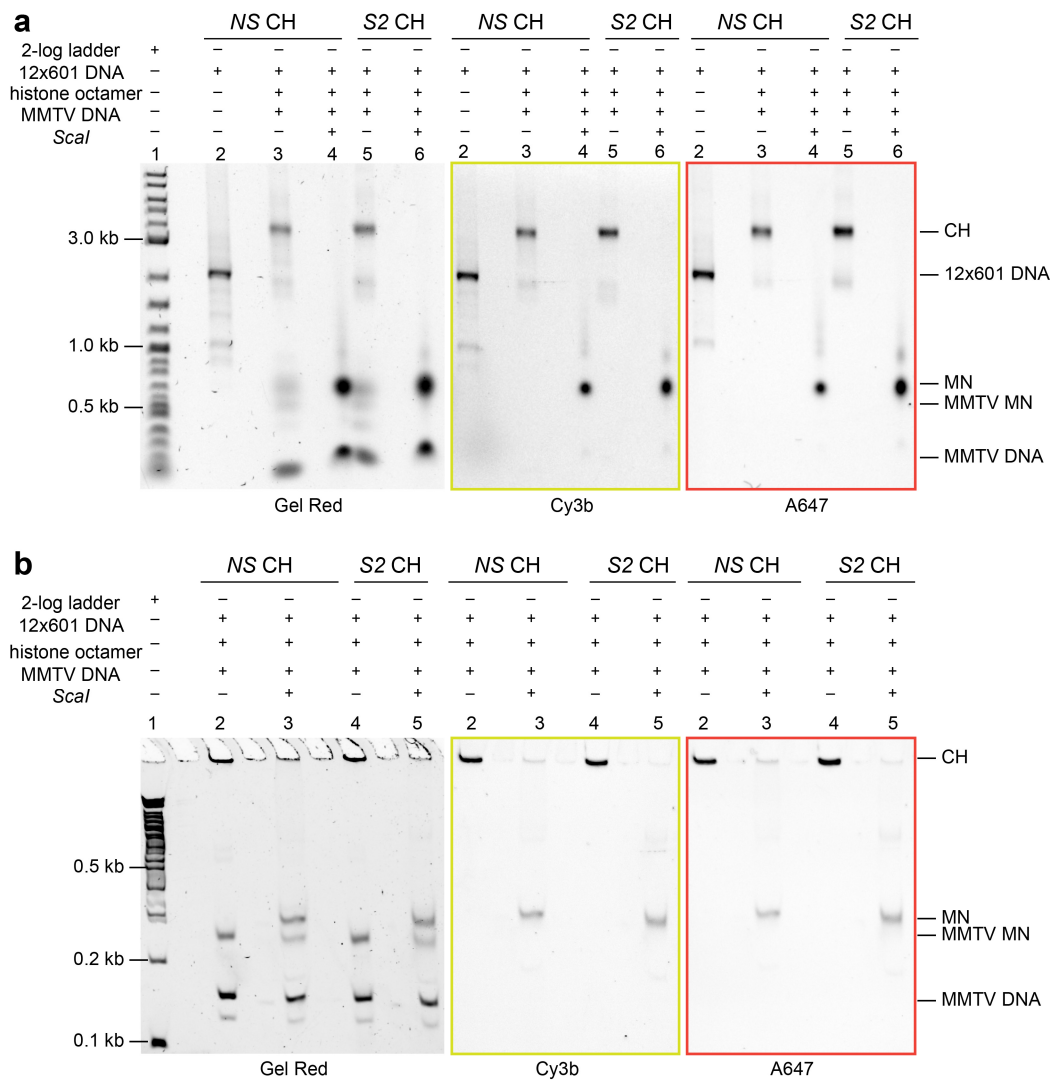 a
NS CH S2 CH NS CH S2 CH NS CH S2 CH
2-log ladder + – – – – – – – – – – – – – – –
12x601 DNA – + + + + + + + + + + + + + + +
histone octamer – – + + + + – + + + + – + + + +
MMTV DNA – – + + + + – + + + + – + + + +
ScaI – – – + – + – – + – + – – + – +
1 2 3 4 5 6 2 3 4 5 6 2 3 4 5 6
3.0 kb
1.0 kb
0.5 kb
CH
12x601 DNA
MN
MMTV MN
MMTV DNA
Gel Red Cy3b A647
b
NS CH S2 CH NS CH S2 CH NS CH S2 CH
2-log ladder + – – – – – – – – – – – –
12x601 DNA – + + + + + + + + + + + +
histone octamer – + + + + + + + + + + + +
MMTV DNA – + + + + + + + + + + + +
ScaI – – + – + – + – + – + – +
1 2 3 4 5 2 3 4 5 2 3 4 5
0.5 kb
0.2 kb
0.1 kb
CH
MN
MMTV MN
MMTV DNA
Gel Red Cy3b A647